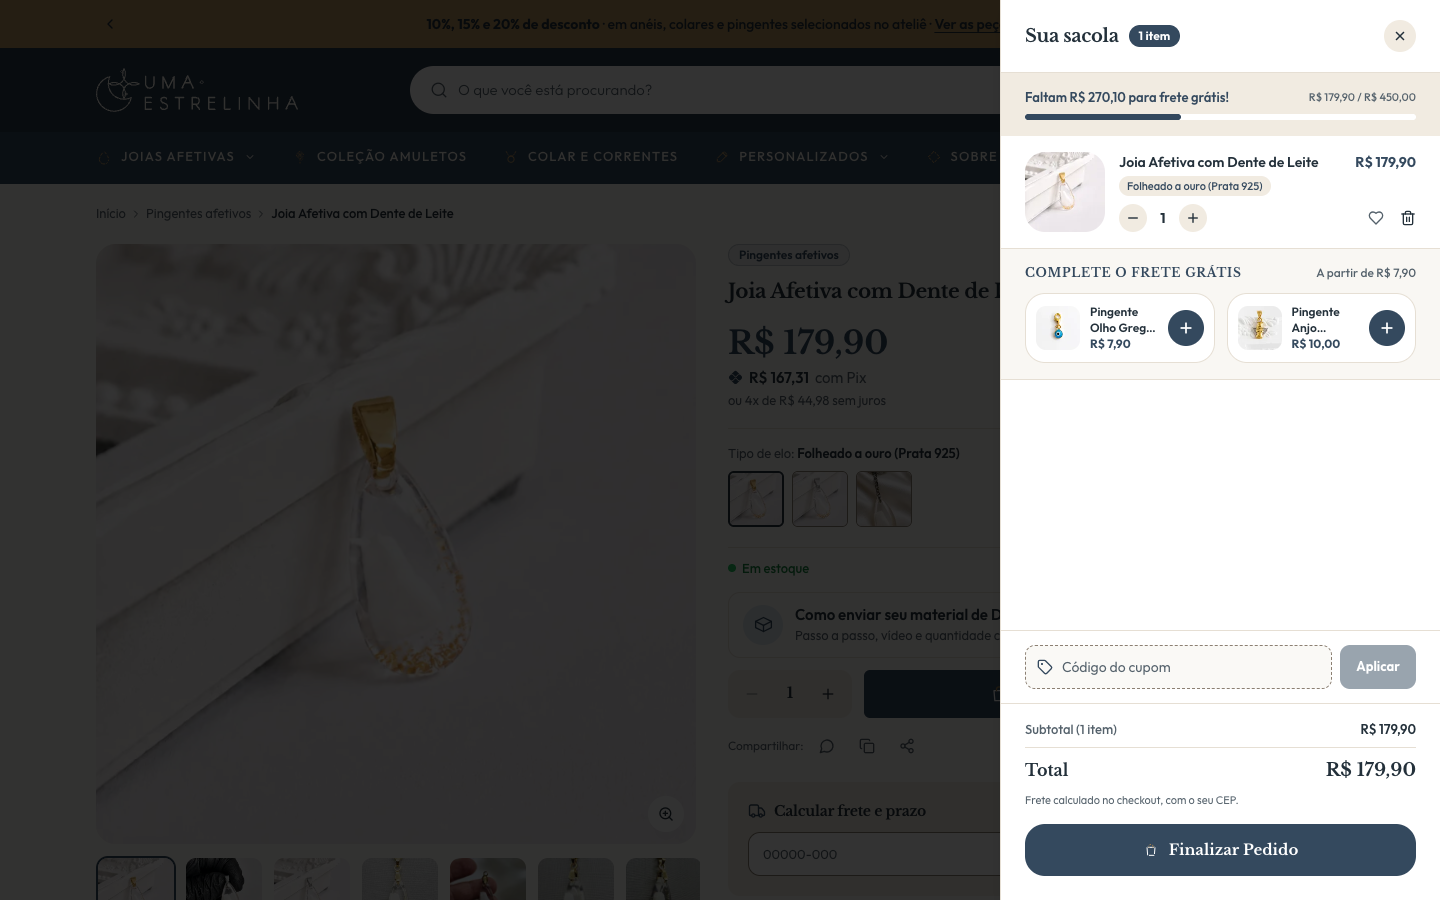 10%, 15% e 20% de desconto · em anéis, colares e pingentes selecionados no ateliê · Ver as
UMA
ESTRELINHA
O que você está procurando?
JOIAS AFETIVAS
COLEÇÃO AMULETOS
COLAR E CORRENTES
PERSONALIZADOS
SOBRE
Início > Pingentes afetivos > Joia Afetiva com Dente de Leite
Pingentes afetivos
Joia Afetiva com Dente de
R$ 179,90
R$ 167,31 com Pix
ou 4x de R$ 44,98 sem juros
Tipo de elo: Folheado a ouro (Prata 925)
Em estoque
Como enviar seu material de
Passo a passo, vídeo e quantidade
1
Compartilhar:
Calcular frete e prazo
00000-000
Sua sacola
1 item
Faltam R$ 270,10 para frete grátis!
R$ 179,90 / R$ 450,00
Joia Afetiva com Dente de Leite
R$ 179,90
Folheado a ouro (Prata 925)
1
COMPLETE O FRETE GRÁTIS
A partir de R$ 7,90
Pingente
Olho Greg...
R$ 7,90
Pingente
Anjo...
R$ 10,00
Código do cupom
Aplicar
Subtotal (1 item)
R$ 179,90
Total
R$ 179,90
Frete calculado no checkout, com o seu CEP.
Finalizar Pedido